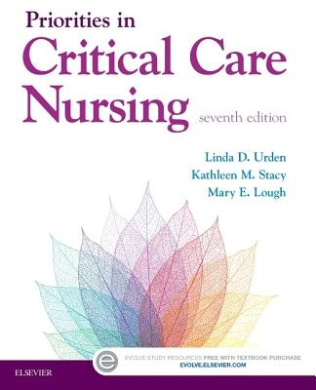 Priorities in
Critical Care
Nursing seventh edition
Linda D. Urden
Kathleen M. Stacy
Mary E. Lough
ELSEVIER
e
EVOLVE STUDY RESOURCES FREE WITH TEXTBOOK PURCHASE
EVOLVE.ELSEVIER.COM